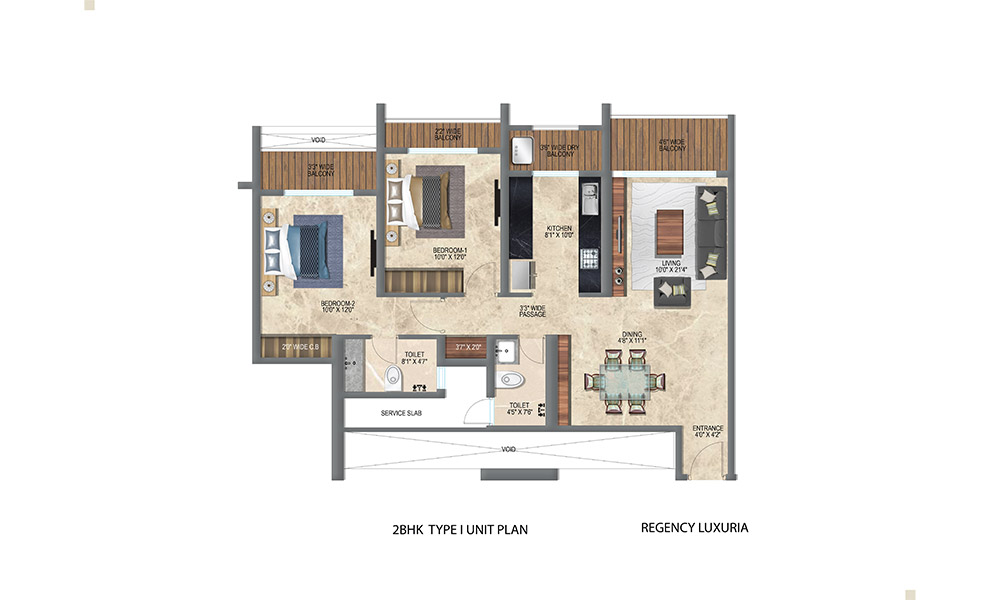 VOID
3'3" WIDE
BALCONY
2'2" WIDE
BALCONY
3'6" WIDE DRY
BALCONY
4'6" WIDE
BALCONY
BEDROOM-1
10'0" X 12'0"
KITCHEN
8'1" X 10'0"
LIVING
10'0" X 21'4"
BEDROOM-2
10'0" X 12'0"
3'3" WIDE
PASSAGE
2'0" WIDE C.B
TOILET
8'1" X 4'7"
3'7" X 2'0"
DINING
4'8" X 11'1"
SERVICE SLAB
TOILET
4'5" X 7'6"
ENTRANCE
4'0" X 4'2"
VOID
2BHK TYPE I UNIT PLAN
REGENCY LUXURIA